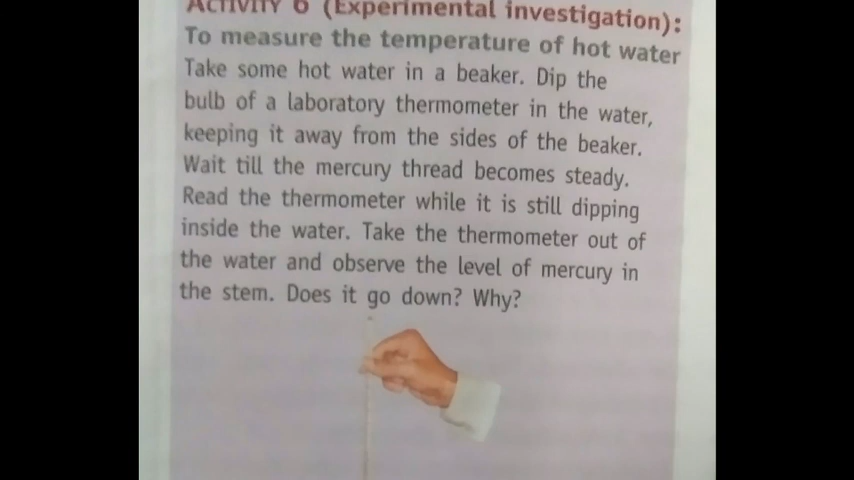 ACTIVITY 6 (Experimental investigation):
To measure the temperature of hot water
Take some hot water in a beaker. Dip the
bulb of a laboratory thermometer in the water,
keeping it away from the sides of the beaker.
Wait till the mercury thread becomes steady.
Read the thermometer while it is still dipping
inside the water. Take the thermometer out of
the water and observe the level of mercury in
the stem. Does it go down? Why?